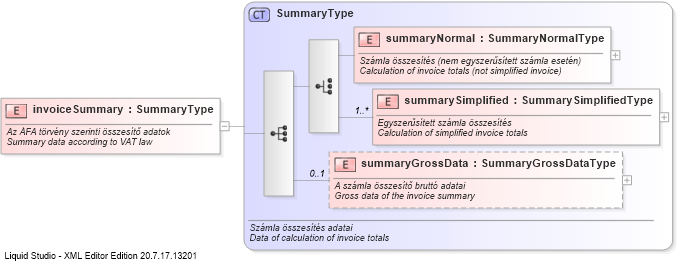 CT SummaryType
E summaryNormal : SummaryNormalType
Számla összesítés (nem egyszerűsített számla esetén)
Calculation of invoice totals (not simplified invoice)
E invoiceSummary : SummaryType
Az ÁFA törvény szerinti összesítő adatok
Summary data according to VAT law
1..*
E summarySimplified : SummarySimplifiedType
Egyszerűsített számla összesítés
Calculation of simplified invoice totals
0..1
E summaryGrossData : SummaryGrossDataType
A számla összesítő bruttó adatai
Gross data of the invoice summary
Számla összesítés adatai
Data of calculation of invoice totals
Liquid Studio - XML Editor Edition 20.7.17.13201